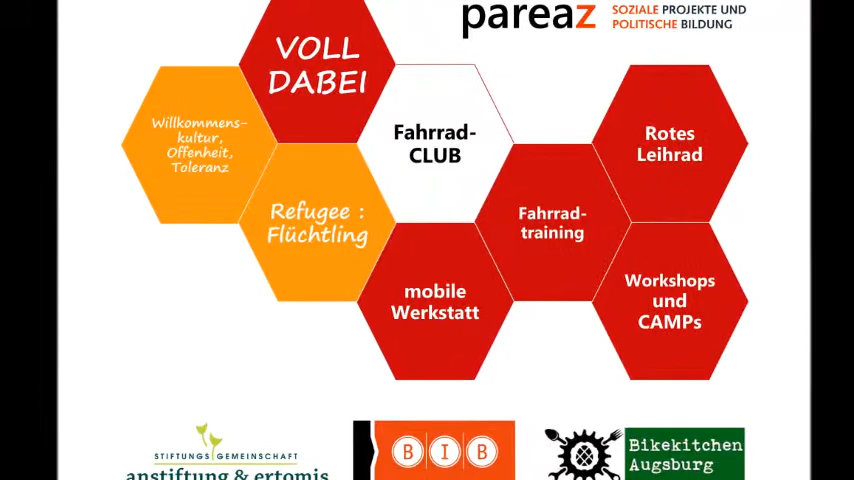 pareaz
SOZIALE PROJEKTE UND
POLITISCHE BILDUNG
VOLL
DABEI
Willkommens-
kultur,
Offenheit,
Toleranz
Fahrrad-
CLUB
Rotes
Leihrad
Refugee :
Flüchtling
Fahrrad-
training
mobile
Werkstatt
Workshops
und
CAMPs
STIFTUNGSGEMEINSCHAFT
anstiftung & ertomis
B I B
Bikekitchen
Augsburg